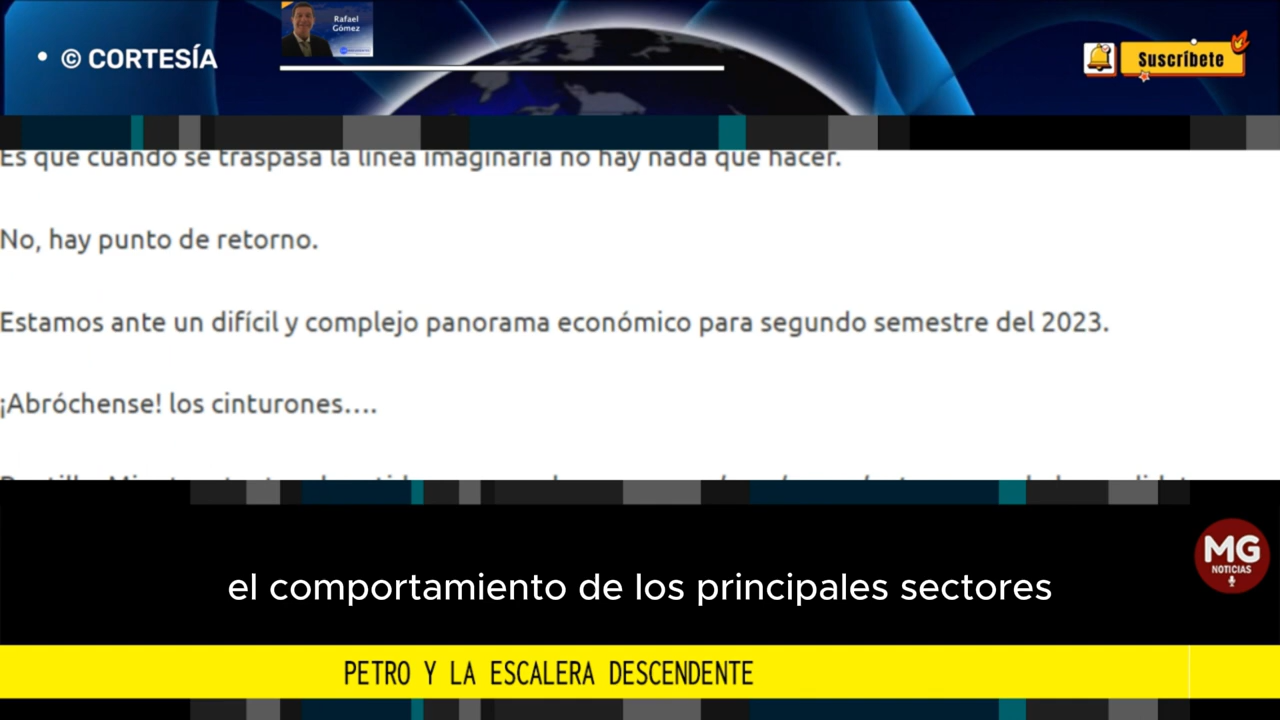 • © CORTESÍA
Rafael
Gómez
Suscríbete
Es que cuando se traspasa la línea imaginaria no hay nada que hacer.
No, hay punto de retorno.
Estamos ante un difícil y complejo panorama económico para segundo semestre del 2023.
¡Abróchense! los cinturones....
el comportamiento de los principales sectores
MG
NOTICIAS
PETRO Y LA ESCALERA DESCENDENTE